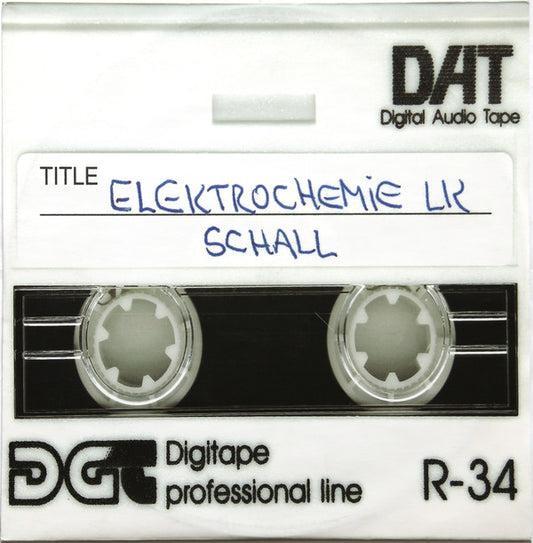 DAT
Digital Audio Tape
TITLE ELEKTROCHEMIE LK
SCHALL
DGt Digitape
professional line
R-34